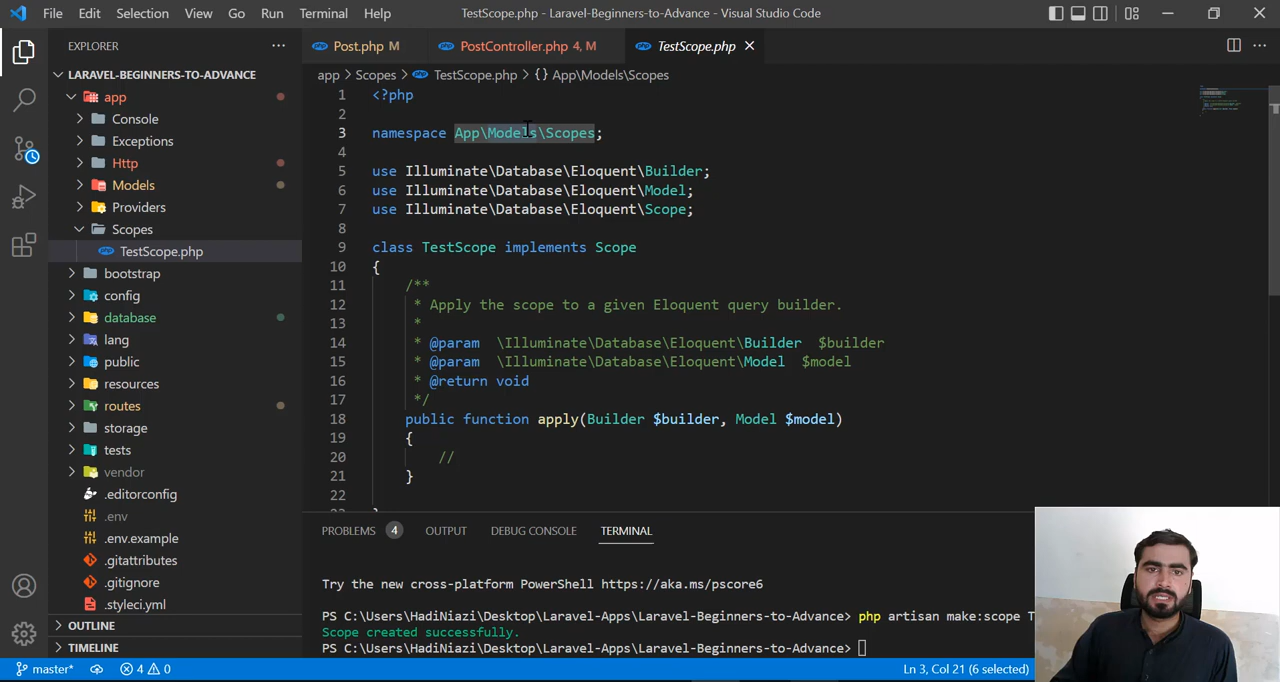 File Edit Selection View Go Run Terminal Help TestScope.php - Laravel-Beginners-to-Advance - Visual Studio Code
EXPLORER
LARAVEL-BEGINNERS-TO-ADVANCE
app
Console
Exceptions
Http
Models
Providers
Scopes
TestScope.php
bootstrap
config
database
lang
public
resources
routes
storage
tests
vendor
.editorconfig
.env
.env.example
.gitattributes
.gitignore
.styleci.yml
OUTLINE
TIMELINE
Post.php M PostController.php 4, M TestScope.php
app > Scopes > TestScope.php > {} App\Models\Scopes
1 <?php
2
3 namespace App\Models\Scopes;
4
5 use Illuminate\Database\Eloquent\Builder;
6 use Illuminate\Database\Eloquent\Model;
7 use Illuminate\Database\Eloquent\Scope;
8
9 class TestScope implements Scope
10 {
11 /**
12 * Apply the scope to a given Eloquent query builder.
13 *
14 * @param \Illuminate\Database\Eloquent\Builder $builder
15 * @param \Illuminate\Database\Eloquent\Model $model
16 * @return void
17 */
18 public function apply(Builder $builder, Model $model)
19 {
20 //
21 }
22
PROBLEMS 4 OUTPUT DEBUG CONSOLE TERMINAL
Try the new cross-platform PowerShell https://aka.ms/pscore6
PS C:\Users\HadiNiazi\Desktop\Laravel-Apps\Laravel-Beginners-to-Advance> php artisan make:scope T
Scope created successfully.
PS C:\Users\HadiNiazi\Desktop\Laravel-Apps\Laravel-Beginners-to-Advance>
master* 4 0 Ln 3, Col 21 (6 selected)